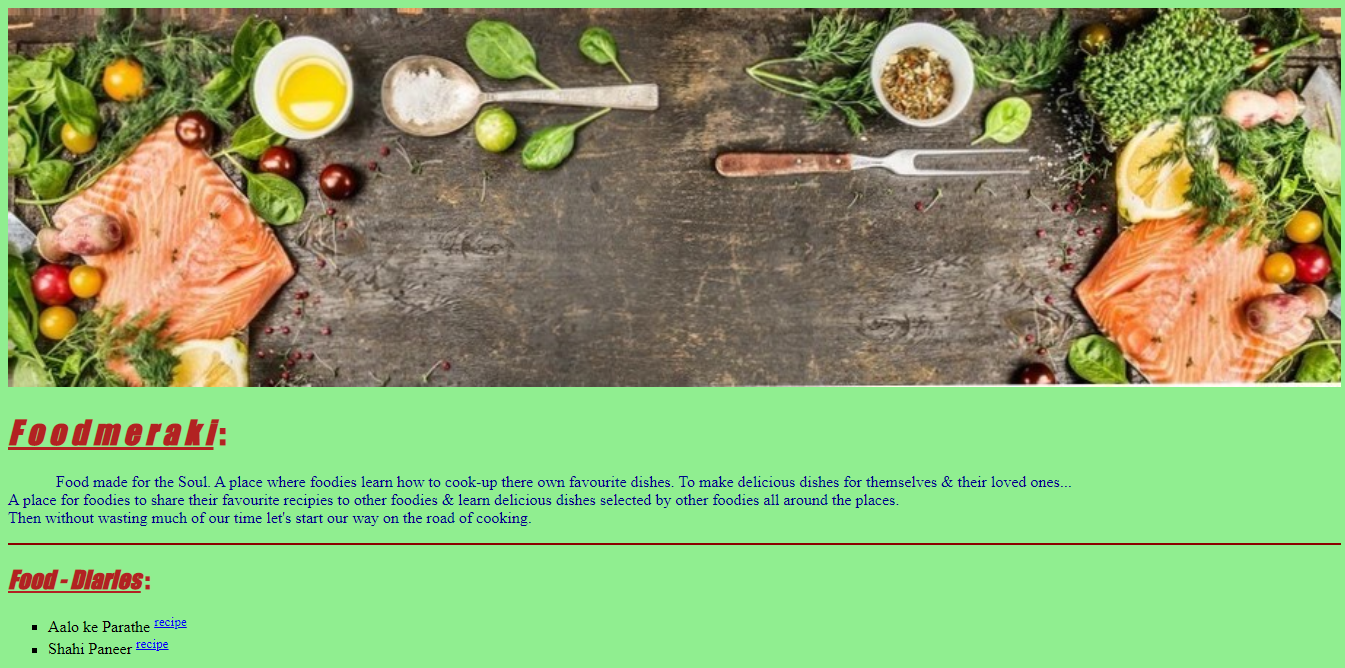 Foodmeraki:
Food made for the Soul. A place where foodies learn how to cook-up there own favourite dishes. To make delicious dishes for themselves & their loved ones...
A place for foodies to share their favourite recipies to other foodies & learn delicious dishes selected by other foodies all around the places.
Then without wasting much of our time let's start our way on the road of cooking.
Food - Diaries:
Aalo ke Parathe recipe
Shahi Paneer recipe